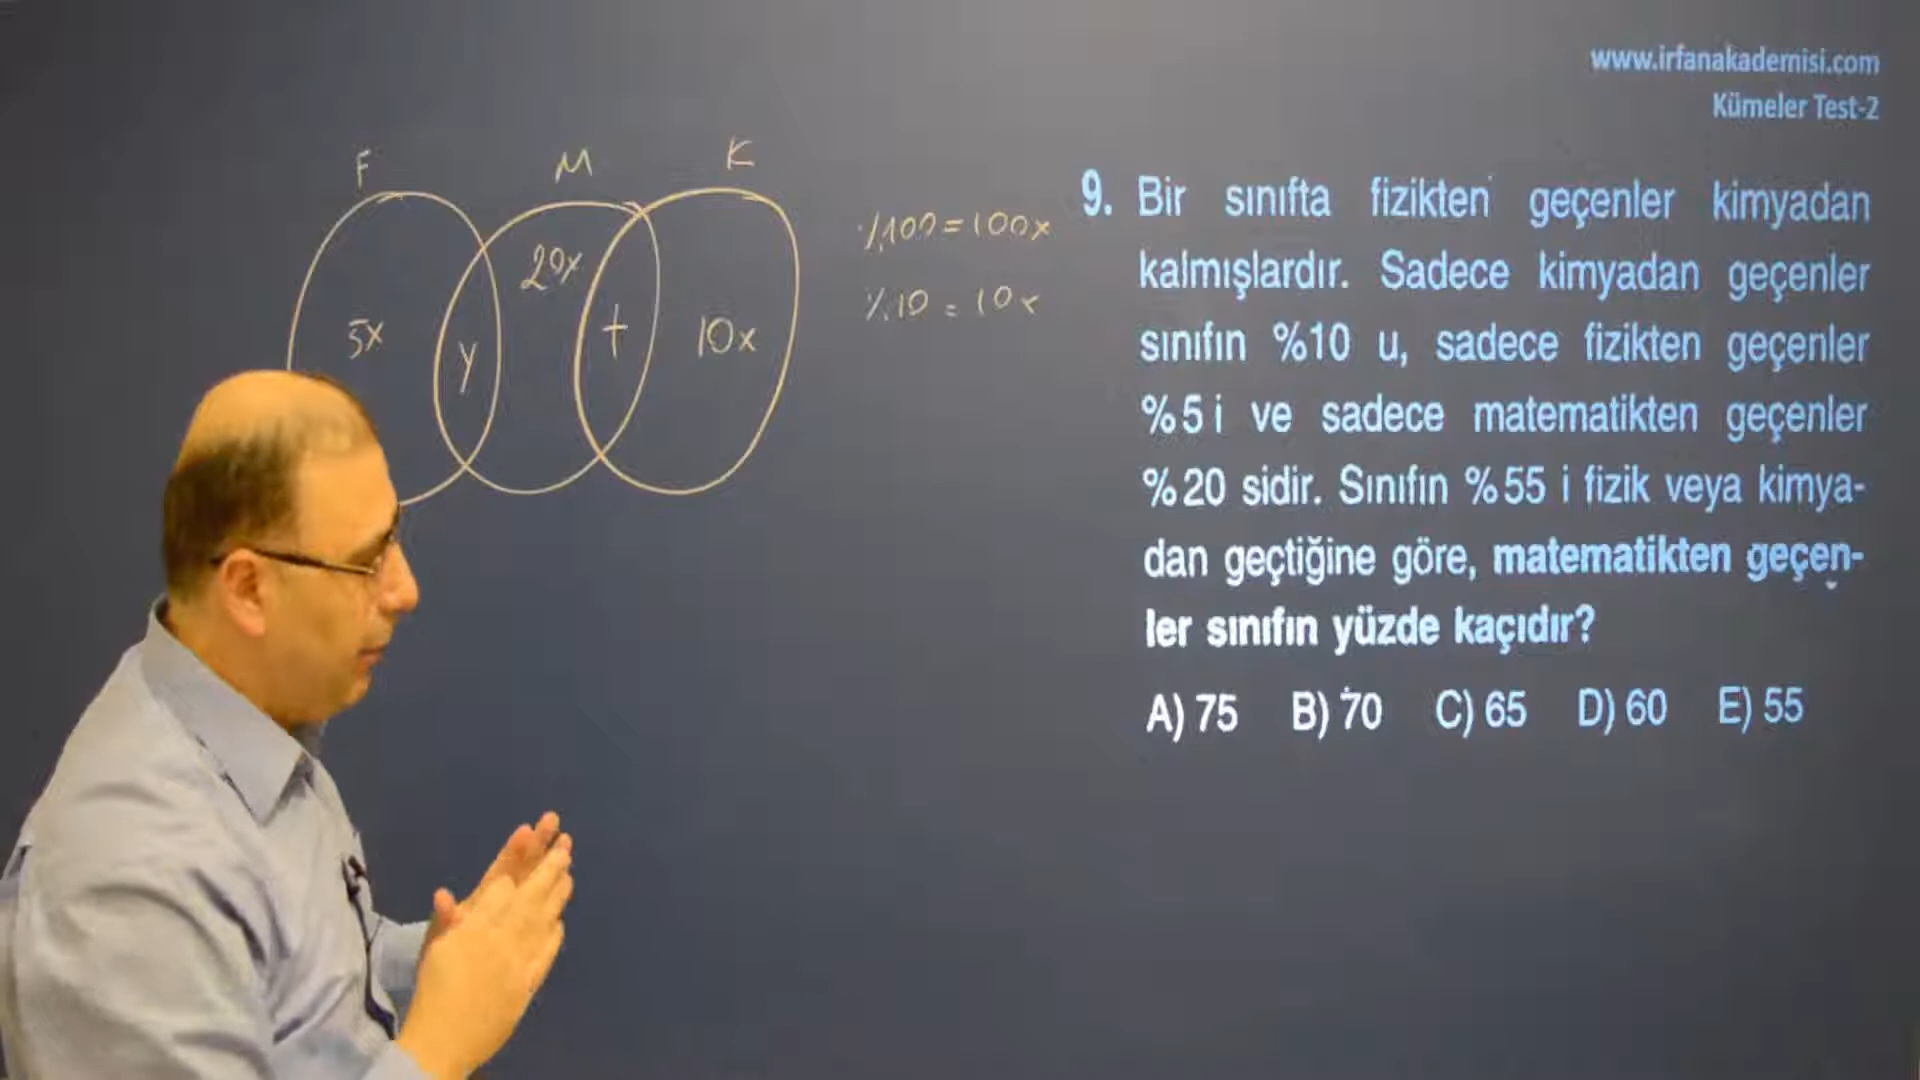 www.irfanakademisi.com
Kümeler Test-2
F M K
5x y 20x t 10x
%100 = 100x
%10 = 10x
9. Bir sınıfta fizikten geçenler kimyadan
kalmışlardır. Sadece kimyadan geçenler
sınıfın %10 u, sadece fizikten geçenler
%5 i ve sadece matematikten geçenler
%20 sidir. Sınıfın %55 i fizik veya kimya-
dan geçtiğine göre, matematikten geçen-
ler sınıfın yüzde kaçıdır?
A) 75 B) 70 C) 65 D) 60 E) 55